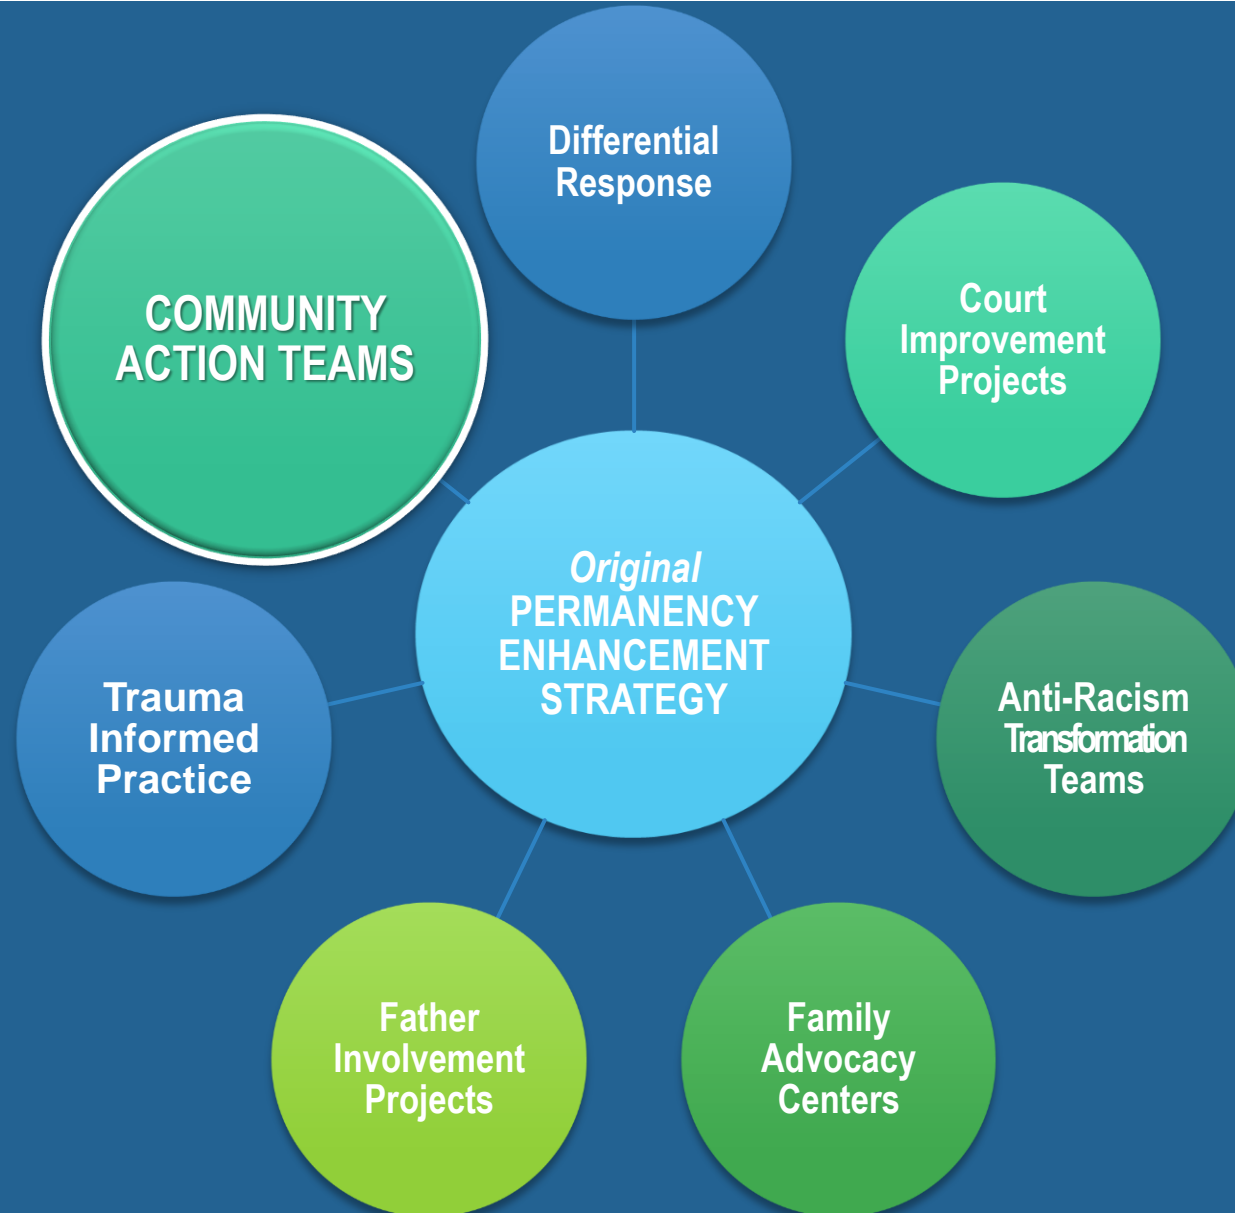 Differential
Response
COMMUNITY
ACTION TEAMS
Court
Improvement
Projects
Original
PERMANENCY
ENHANCEMENT
STRATEGY
Trauma
Informed
Practice
Anti-Racism
Transformation
Teams
Father
Involvement
Projects
Family
Advocacy
Centers